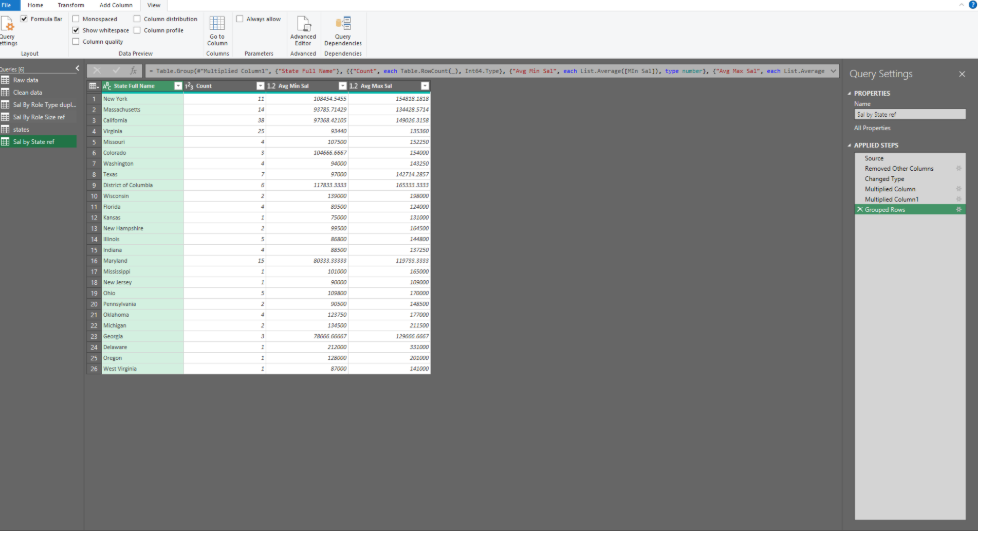 File Home Transform Add Column View
Formula Bar
Monospaced
Column distribution
Always allow
Show whitespace
Column profile
Column quality
Query
Settings
Go to
Column
Advanced
Editor
Query
Dependencies
Layout Data Preview Columns Parameters Advanced Dependencies
Queries [6]
Raw data
Clean data
Sal By Role Type dupl...
Sal By Role Size ref
states
Sal by State ref
= Table.Group(#"Multiplied Column1", {"State Full Name"}, {{"Count", each Table.RowCount(_), Int64.Type}, {"Avg Min Sal", each List.Average([Min Sal]), type number}, {"Avg Max Sal", each List.Average
State Full Name 1²3 Count 1.2 Avg Min Sal 1.2 Avg Max Sal
1 New York 11 108454.5455 154818.1818
2 Massachusetts 14 93785.71429 134428.5714
3 California 38 97368.42105 149026.3158
4 Virginia 25 93440 135360
5 Missouri 4 107500 152250
6 Colorado 3 104666.6667 154000
7 Washington 4 94000 143250
8 Texas 7 97000 142714.2857
9 District of Columbia 6 117833.3333 165333.3333
10 Wisconsin 2 139000 198000
11 Florida 4 89500 124000
12 Kansas 1 75000 131000
13 New Hampshire 2 99500 164500
14 Illinois 5 86800 144800
15 Indiana 4 88500 137250
16 Maryland 15 80333.33333 119733.3333
17 Mississippi 1 101000 165000
18 New Jersey 1 90000 109000
19 Ohio 5 109800 170000
20 Pennsylvania 2 90500 148500
21 Oklahoma 4 123750 177000
22 Michigan 2 134500 211500
23 Georgia 3 78666.66667 129666.6667
24 Delaware 1 212000 331000
25 Oregon 1 128000 201000
26 West Virginia 1 87000 141000
Query Settings
PROPERTIES
Name
Sal by State ref
All Properties
APPLIED STEPS
Source
Removed Other Columns
Changed Type
Multiplied Column
Multiplied Column1
Grouped Rows